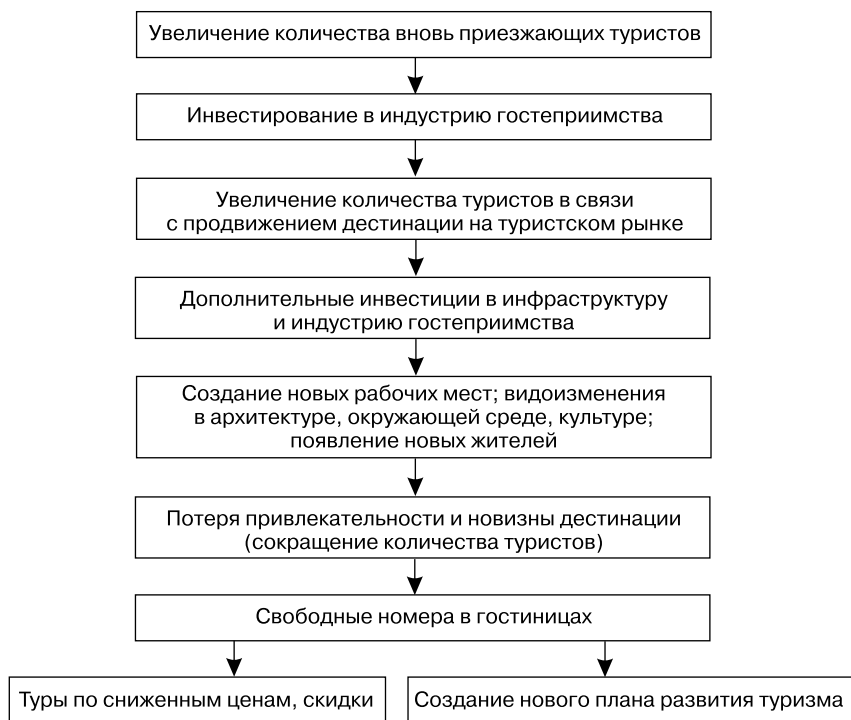 Увеличение количества вновь приезжающих туристов
Инвестирование в индустрию гостеприимства
Увеличение количества туристов в связи
с продвижением дестинации на туристском рынке
Дополнительные инвестиции в инфраструктуру
и индустрию гостеприимства
Создание новых рабочих мест; видоизменения
в архитектуре, окружающей среде, культуре;
появление новых жителей
Потеря привлекательности и новизны дестинации
(сокращение количества туристов)
Свободные номера в гостиницах
Туры по сниженным ценам, скидки
Создание нового плана развития туризма